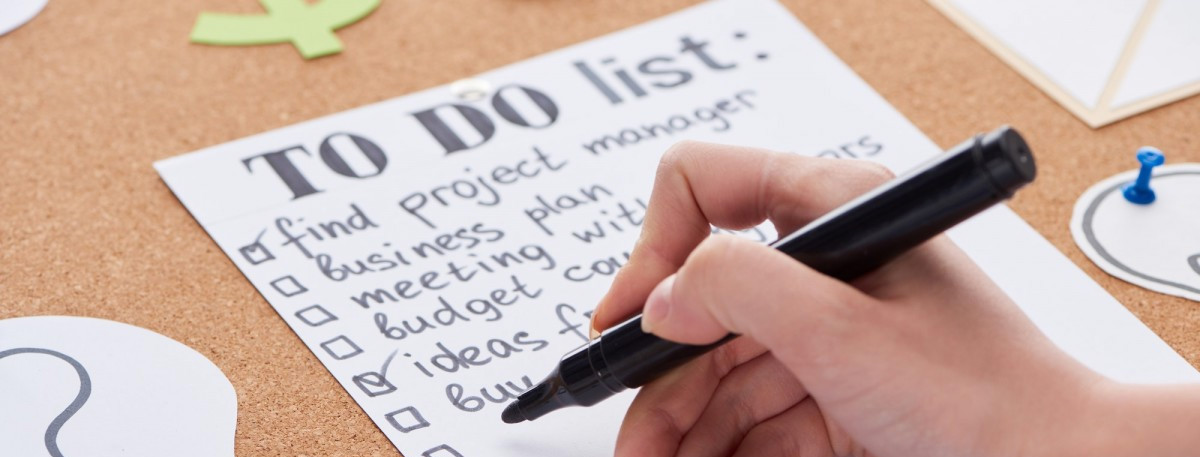 TO DO list:
find project manager
business plan
meeting with
budget
ideas